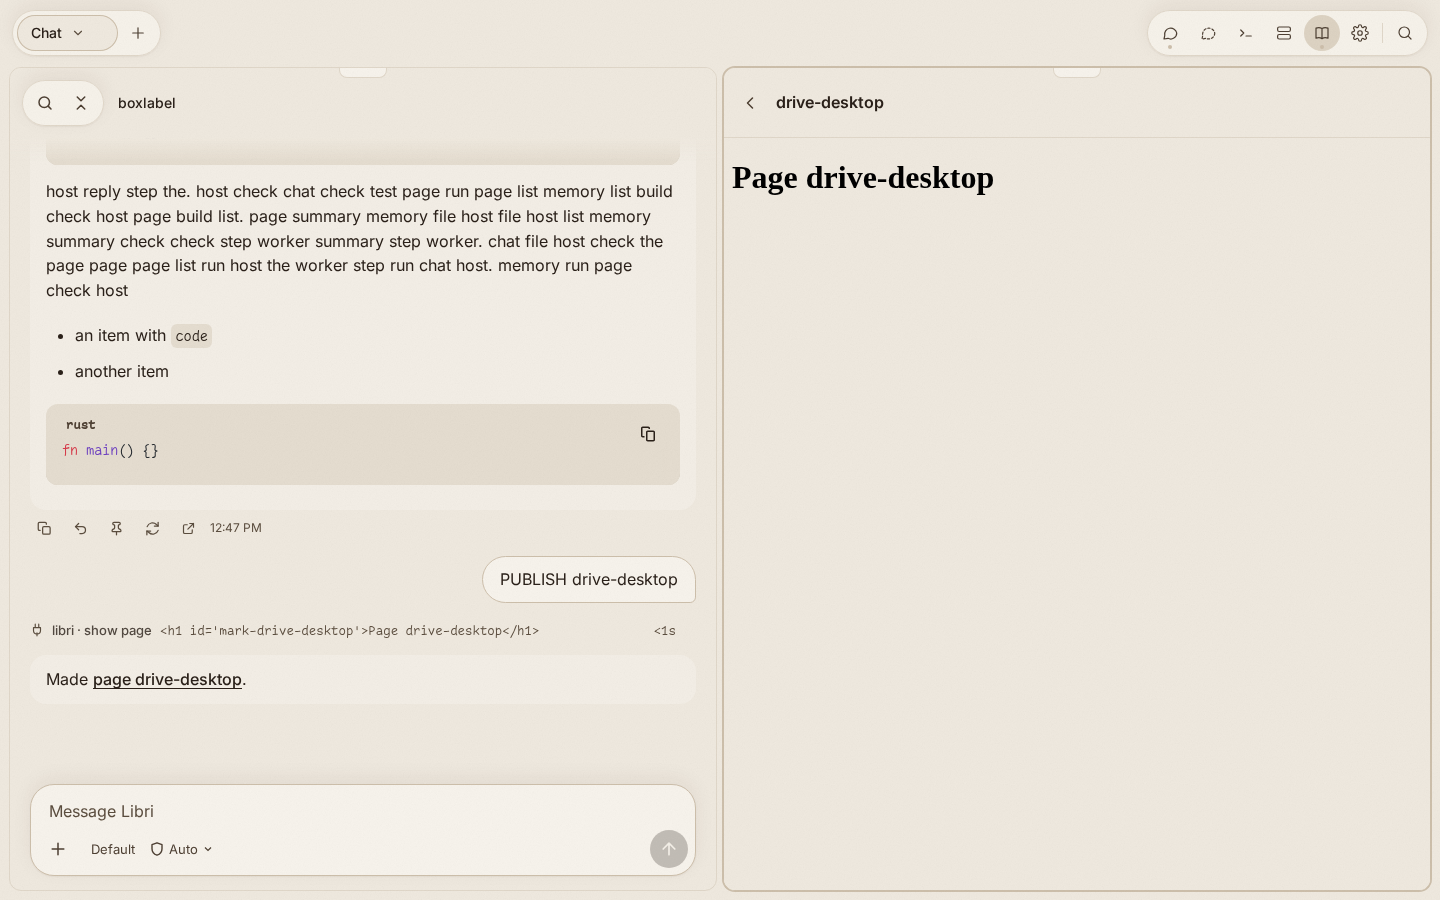 Chat
boxlabel
host reply step the. host check chat check test page run page list memory list build
check host page build list. page summary memory file host file host list memory
summary check check step worker summary step worker. chat file host check the
page page page list run host the worker step run chat host. memory run page
check host
an item with code
another item
rust
fn main() {}
12:47 PM
PUBLISH drive-desktop
libri · show page <h1 id='mark-drive-desktop'>Page drive-desktop</h1> <1s
Made page drive-desktop.
Message Libri
Default Auto
drive-desktop
Page drive-desktop